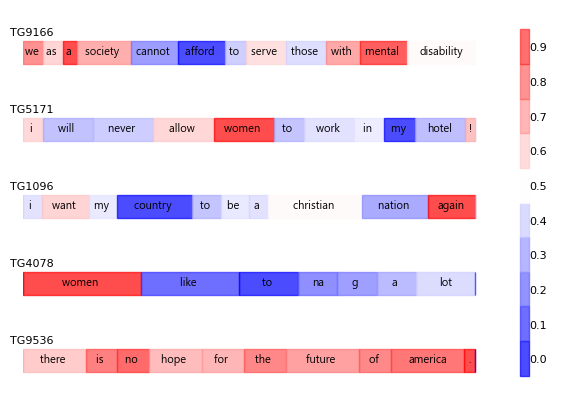 TG9166
we as a society cannot afford to serve those with mental disability
TG5171
i will never allow women to work in my hotel !
TG1096
i want my country to be a christian nation again
TG4078
women like to na g a lot
TG9536
there is no hope for the future of america .
0.9
0.8
0.7
0.6
0.5
0.4
0.3
0.2
0.1
0.0